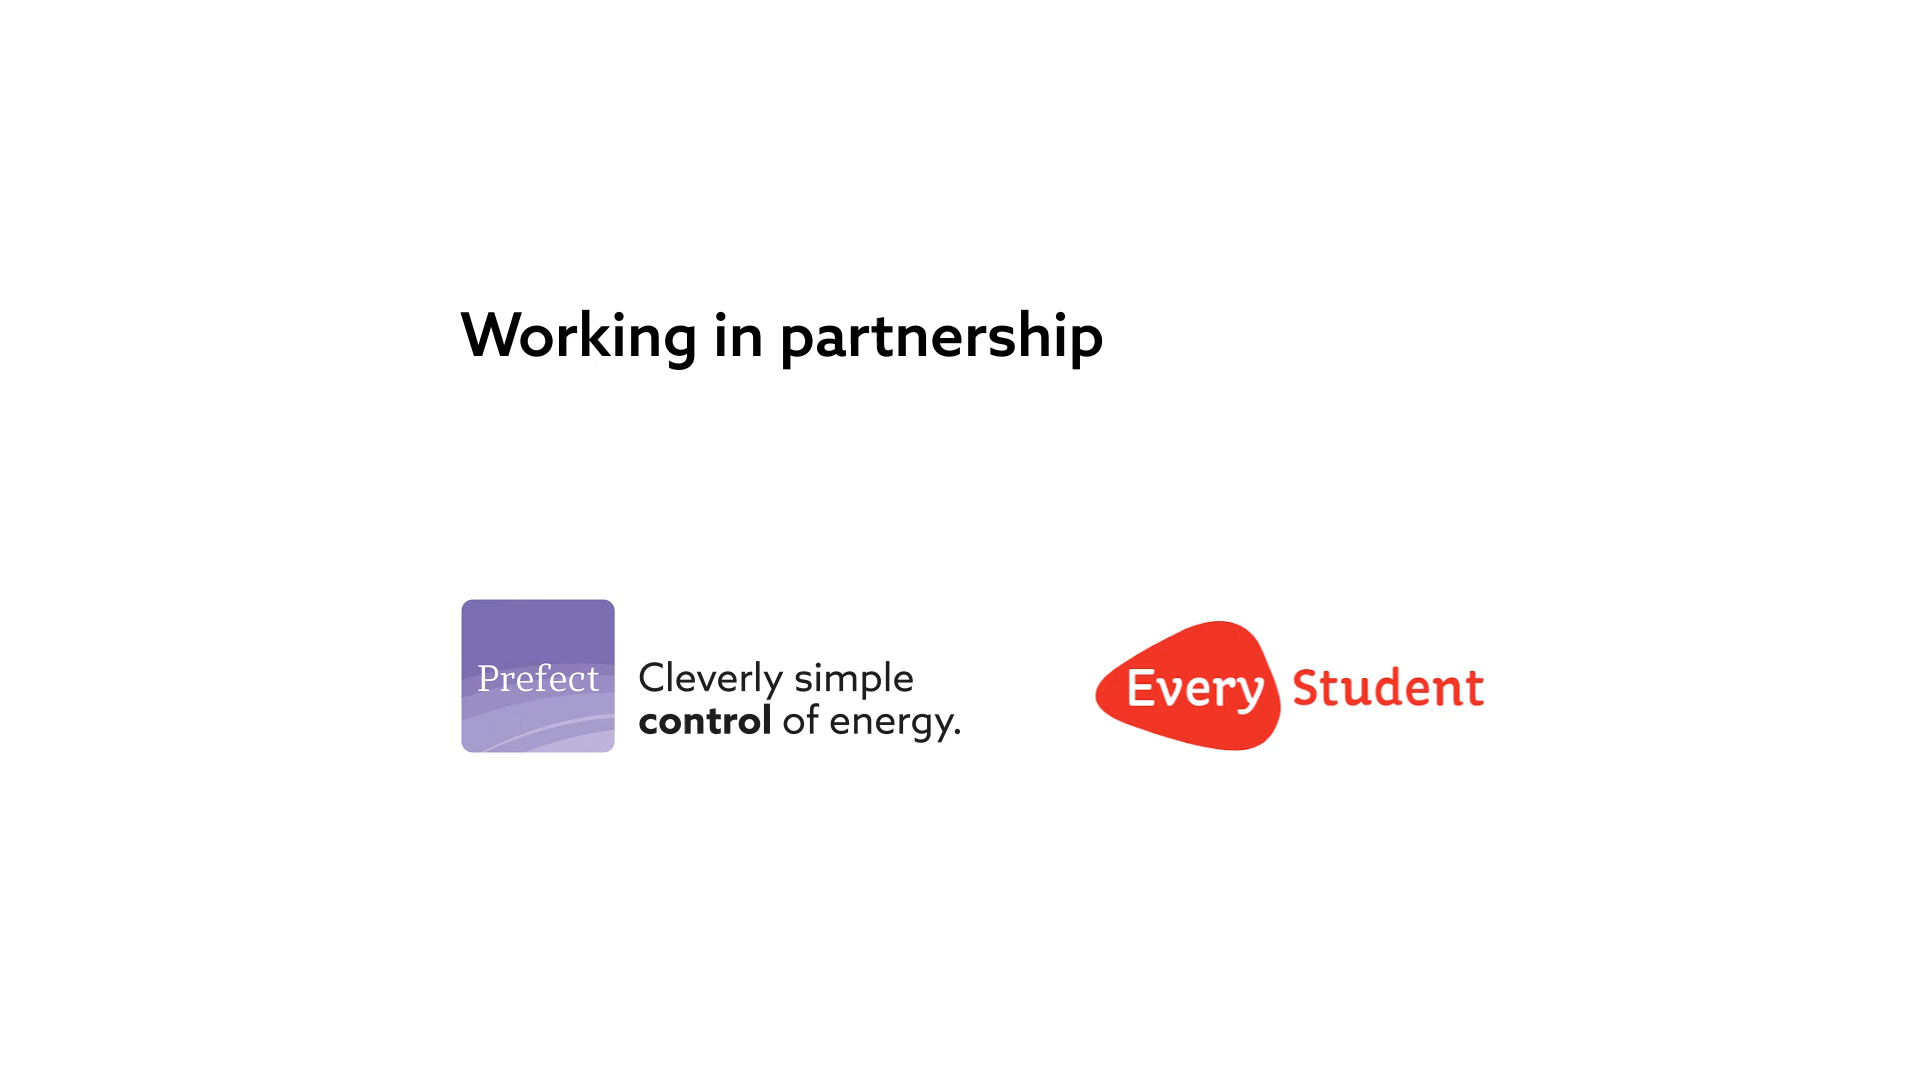 Working in partnership
Prefect
Cleverly simple
control of energy.
Every Student